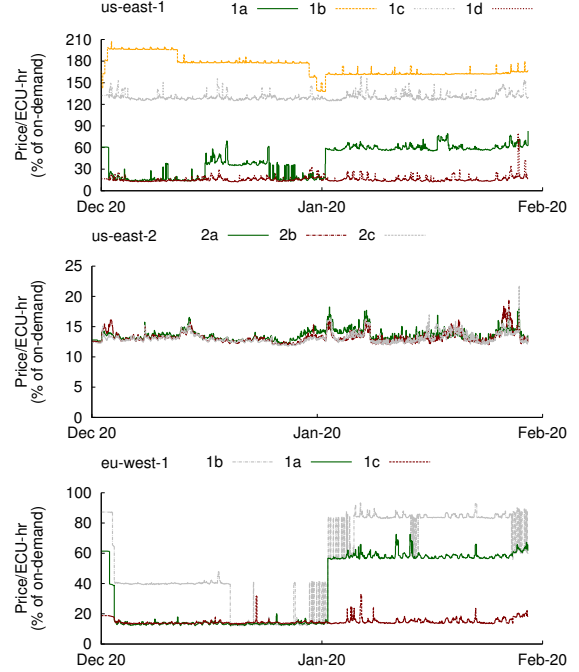 us-east-1 1a 1b 1c 1d
Price/ECU-hr
(% of on-demand)
210
180
150
120
90
60
30
0
Dec 20 Jan-20 Feb-20
us-east-2 2a 2b 2c
Price/ECU-hr
(% of on-demand)
25
20
15
10
5
0
Dec 20 Jan-20 Feb-20
eu-west-1 1b 1a 1c
Price/ECU-hr
(% of on-demand)
100
80
60
40
20
0
Dec 20 Jan-20 Feb-20